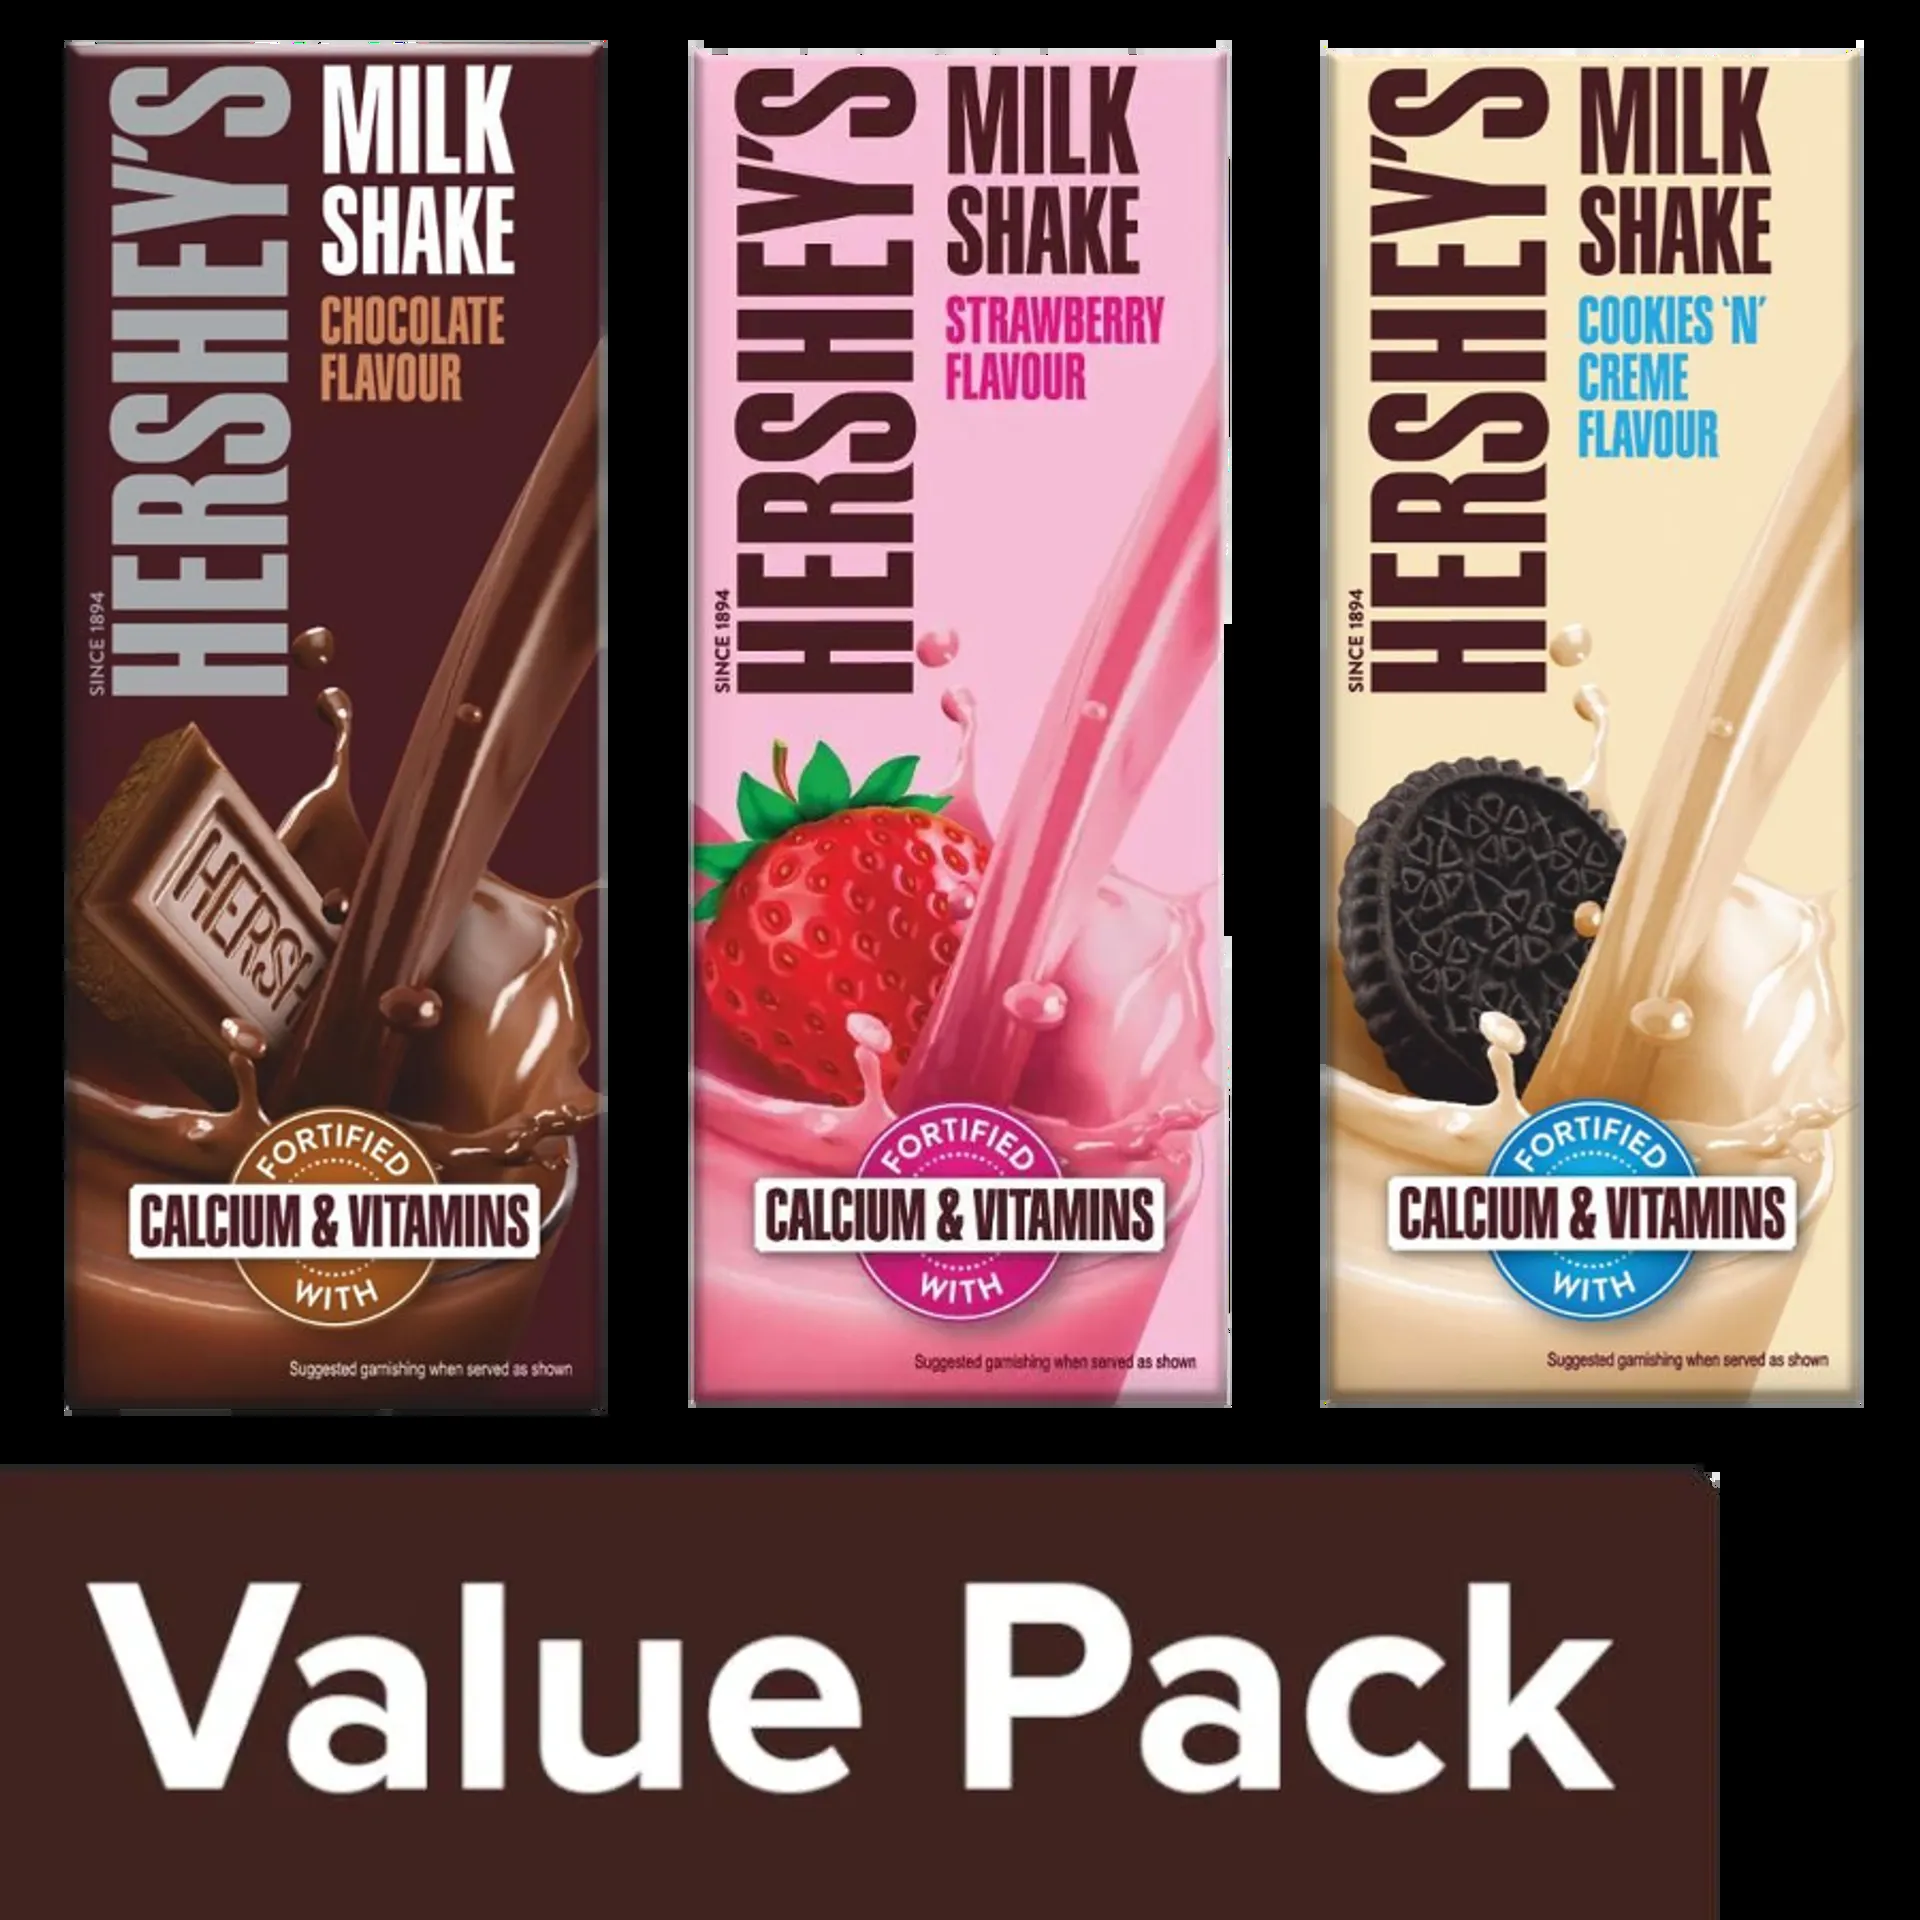 HERSHEY'S
SINCE 1894
MILK
SHAKE
CHOCOLATE
FLAVOUR
HERSH
FORTIFIED
CALCIUM & VITAMINS
WITH
Suggested garnishing when served as shown
HERSHEY'S
SINCE 1894
MILK
SHAKE
STRAWBERRY
FLAVOUR
FORTIFIED
CALCIUM & VITAMINS
WITH
Suggested garnishing when served as shown
HERSHEY'S
SINCE 1894
MILK
SHAKE
COOKIES 'N'
CREME
FLAVOUR
FORTIFIED
CALCIUM & VITAMINS
WITH
Suggested garnishing when served as shown
Value Pack